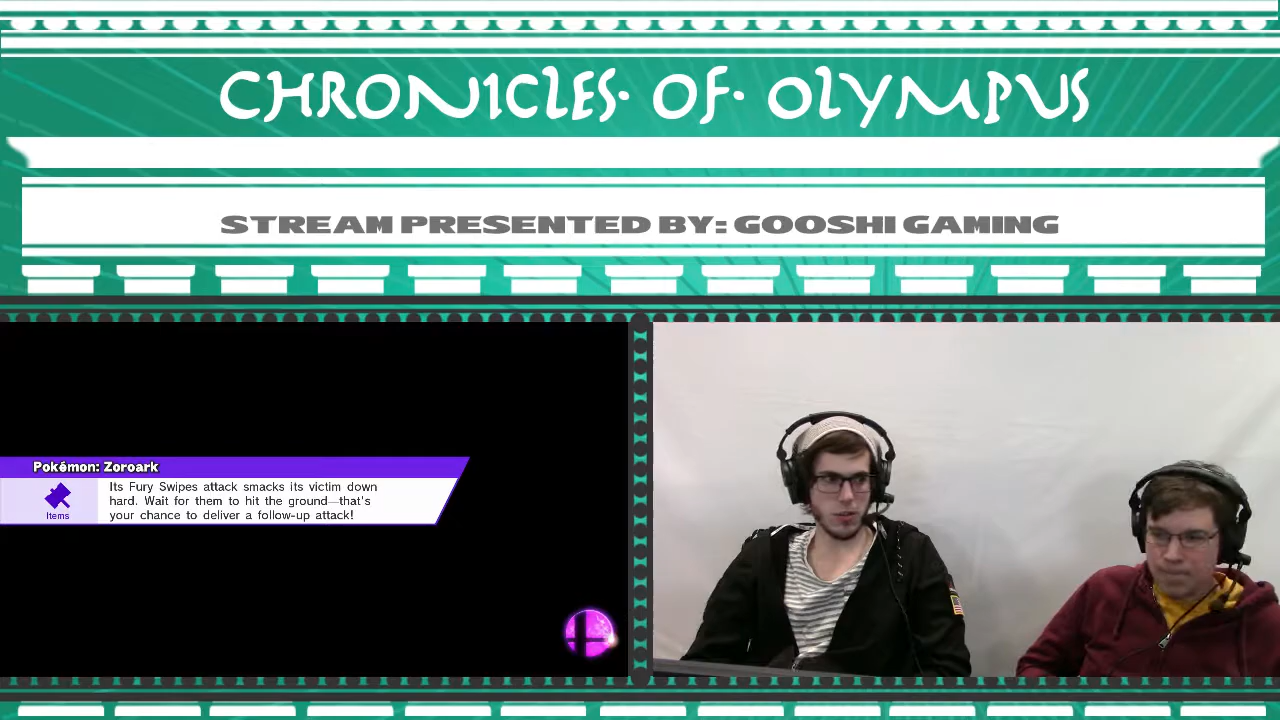 CHRONICLES· OF· OLYMPUS
STREAM PRESENTED BY: GOOSHI GAMING
Pokémon: Zoroark
Its Fury Swipes attack smacks its victim down
hard. Wait for them to hit the ground—that's
your chance to deliver a follow-up attack!
Items